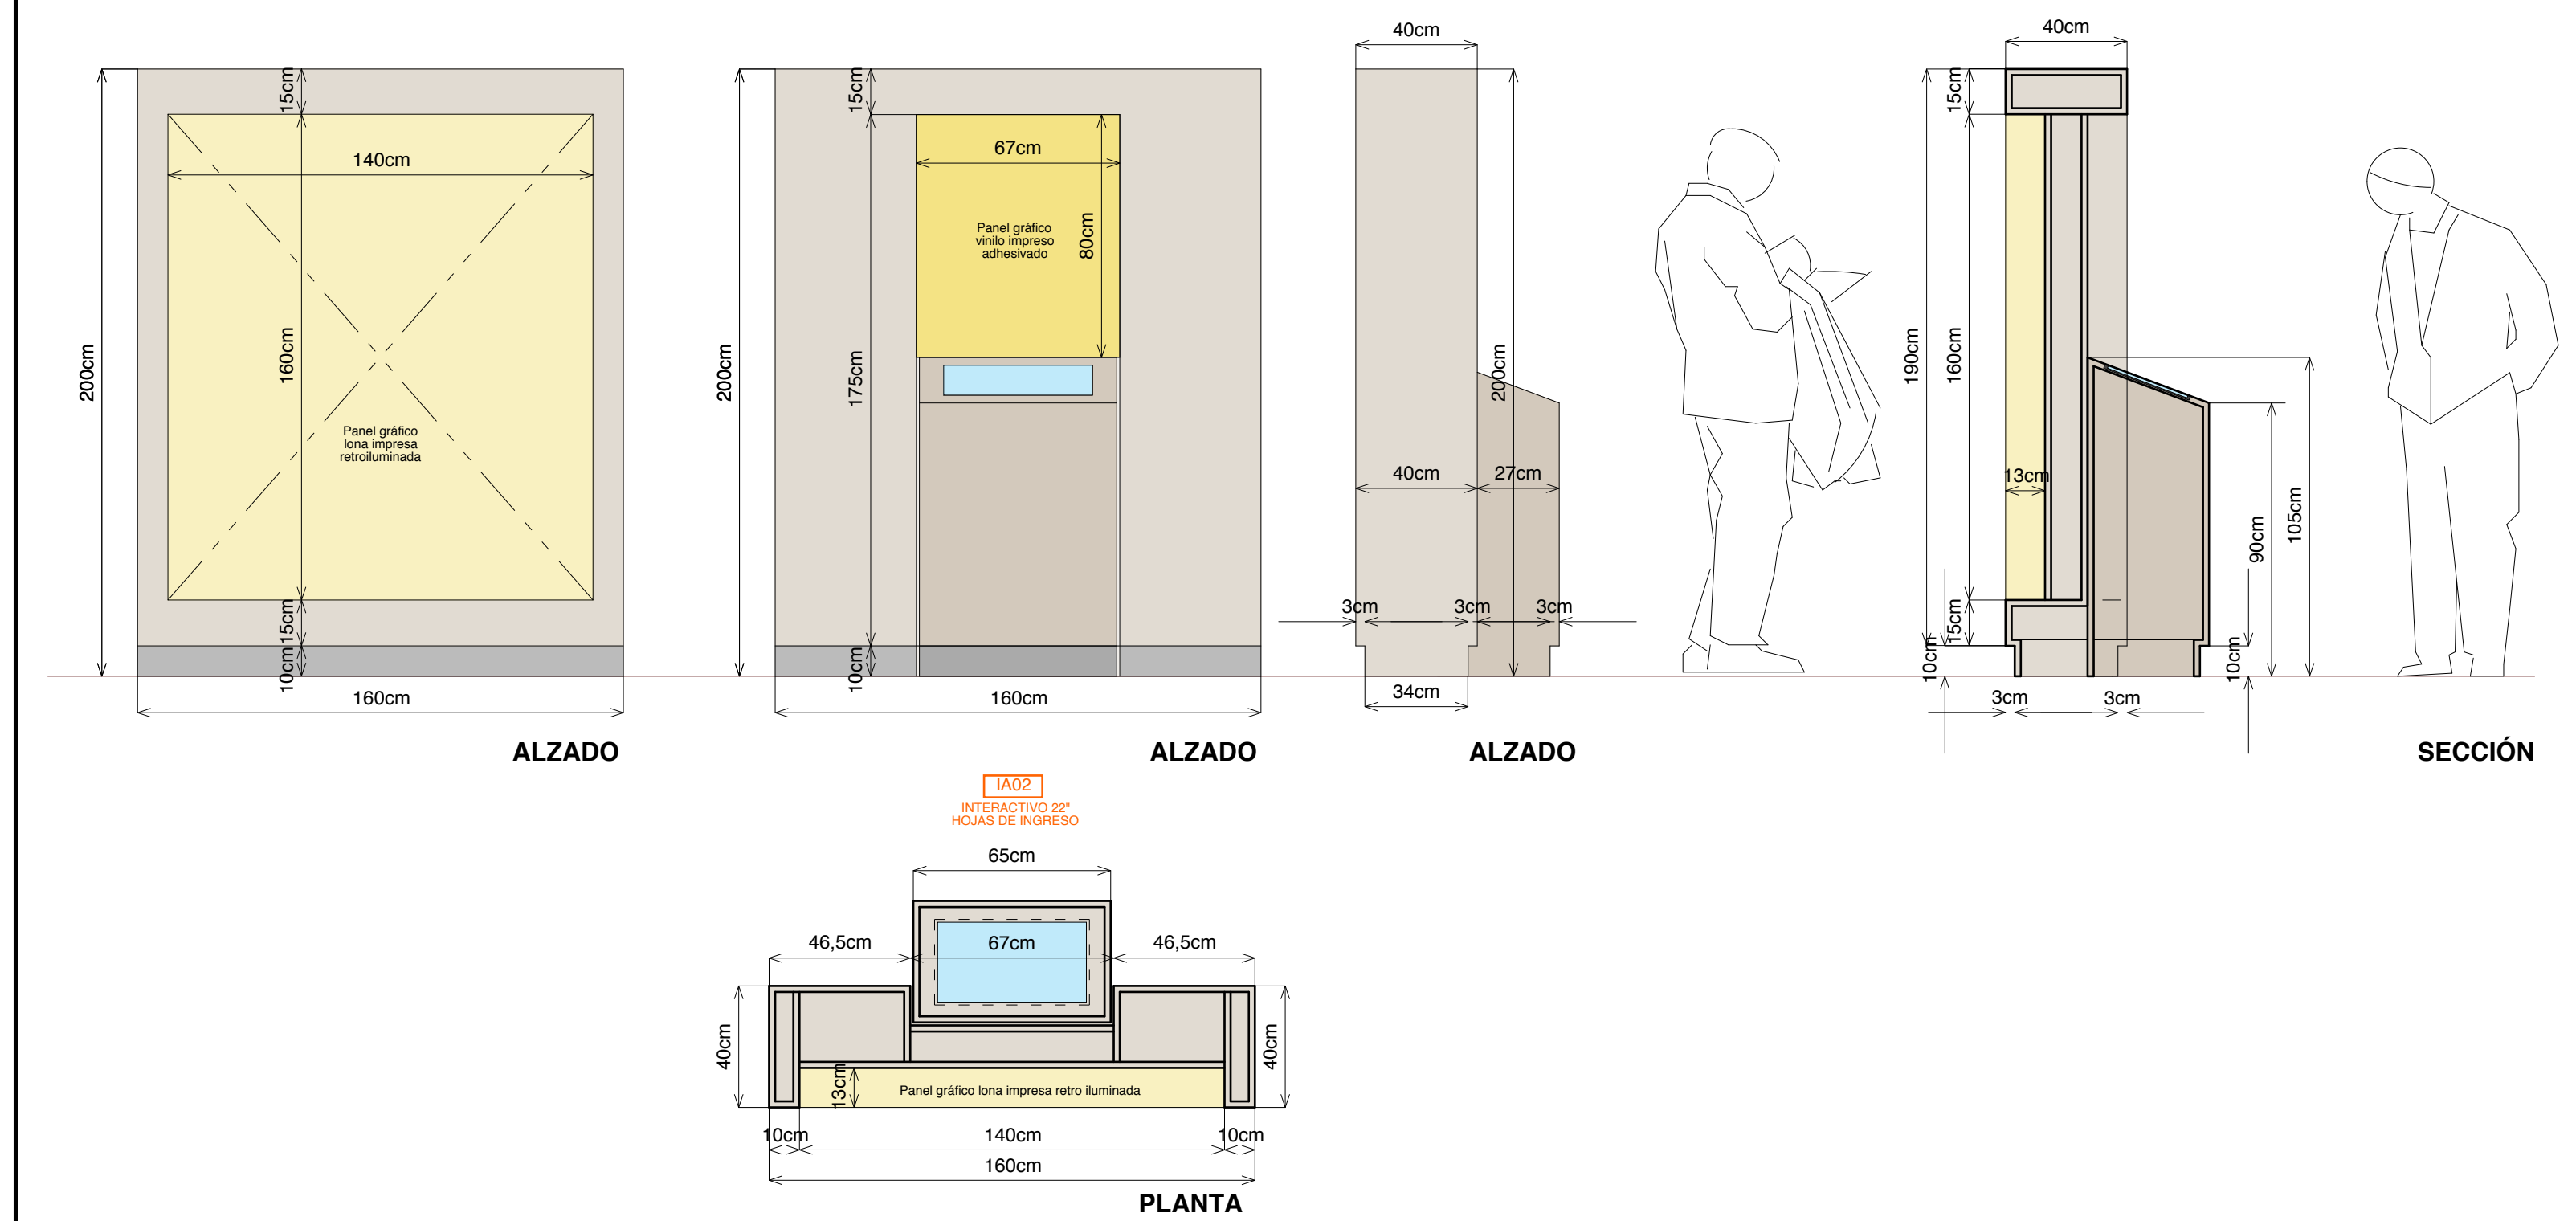 200cm
15cm
140cm
160cm
Panel gráfico
lona impresa
retroiluminada
15cm
10cm
160cm
ALZADO
200cm
15cm
67cm
80cm
Panel gráfico
vinilo impreso
adhesivado
175cm
10cm
160cm
ALZADO
40cm
200cm
40cm
27cm
3cm
3cm
3cm
34cm
ALZADO
40cm
15cm
190cm
160cm
13cm
105cm
90cm
15cm
10cm
10cm
3cm
3cm
SECCIÓN
IA02
INTERACTIVO 22"
HOJAS DE INGRESO
65cm
46,5cm
67cm
46,5cm
40cm
40cm
13cm
Panel gráfico lona impresa retro iluminada
10cm
140cm
10cm
160cm
PLANTA